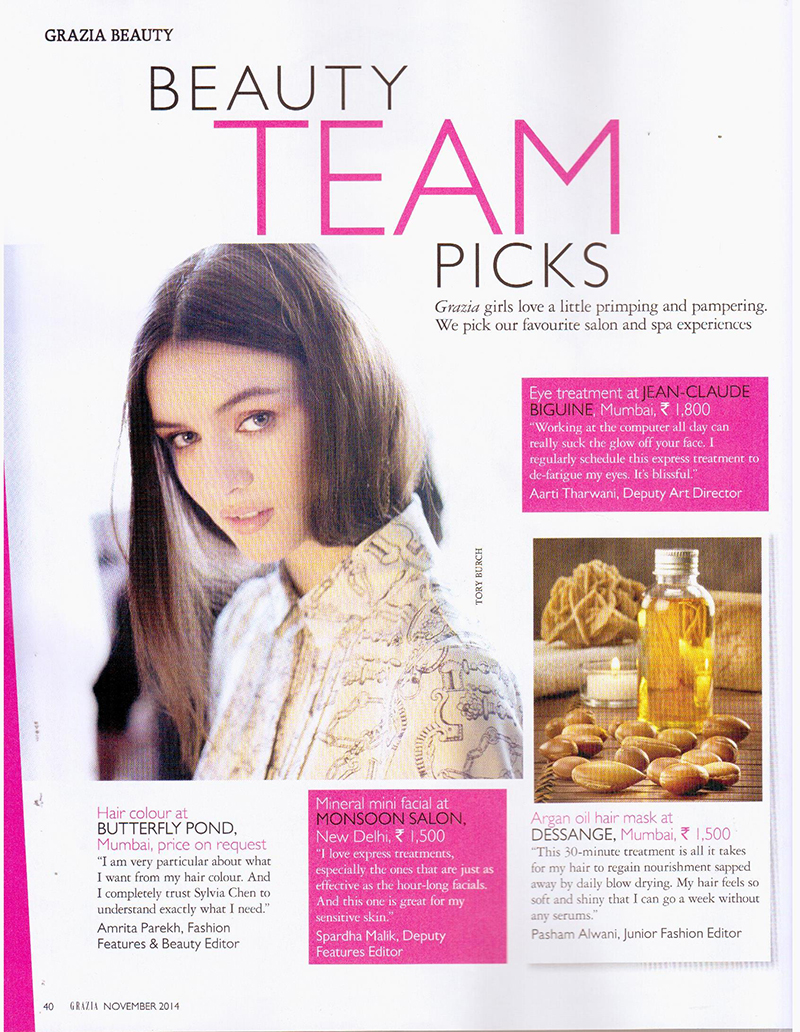 GRAZIA BEAUTY
BEAUTY
TEAM
PICKS
Grazia girls love a little primping and pampering.
We pick our favourite salon and spa experiences
Eye treatment at JEAN-CLAUDE
BIGUINE, Mumbai, ₹ 1,800
“Working at the computer all day can
really suck the glow off your face. I
regularly schedule this express treatment to
de-fatigue my eyes. It's blissful.”
Aarti Tharwani, Deputy Art Director
TORY BURCH
Hair colour at
BUTTERFLY POND,
Mumbai, price on request
“I am very particular about what
I want from my hair colour. And
I completely trust Sylvia Chen to
understand exactly what I need.”
Amrita Parekh, Fashion
Features & Beauty Editor
Mineral mini facial at
MONSOON SALON,
New Delhi, ₹ 1,500
“I love express treatments,
especially the ones that are just as
effective as the hour-long facials.
And this one is great for my
sensitive skin.”
Spardha Malik, Deputy
Features Editor
Argan oil hair mask at
DESSANGE, Mumbai, ₹ 1,500
“This 30-minute treatment is all it takes
for my hair to regain nourishment sapped
away by daily blow drying. My hair feels so
soft and shiny that I can go a week without
any serums.”
Pasham Alwani, Junior Fashion Editor
40 GRAZIA NOVEMBER 2014